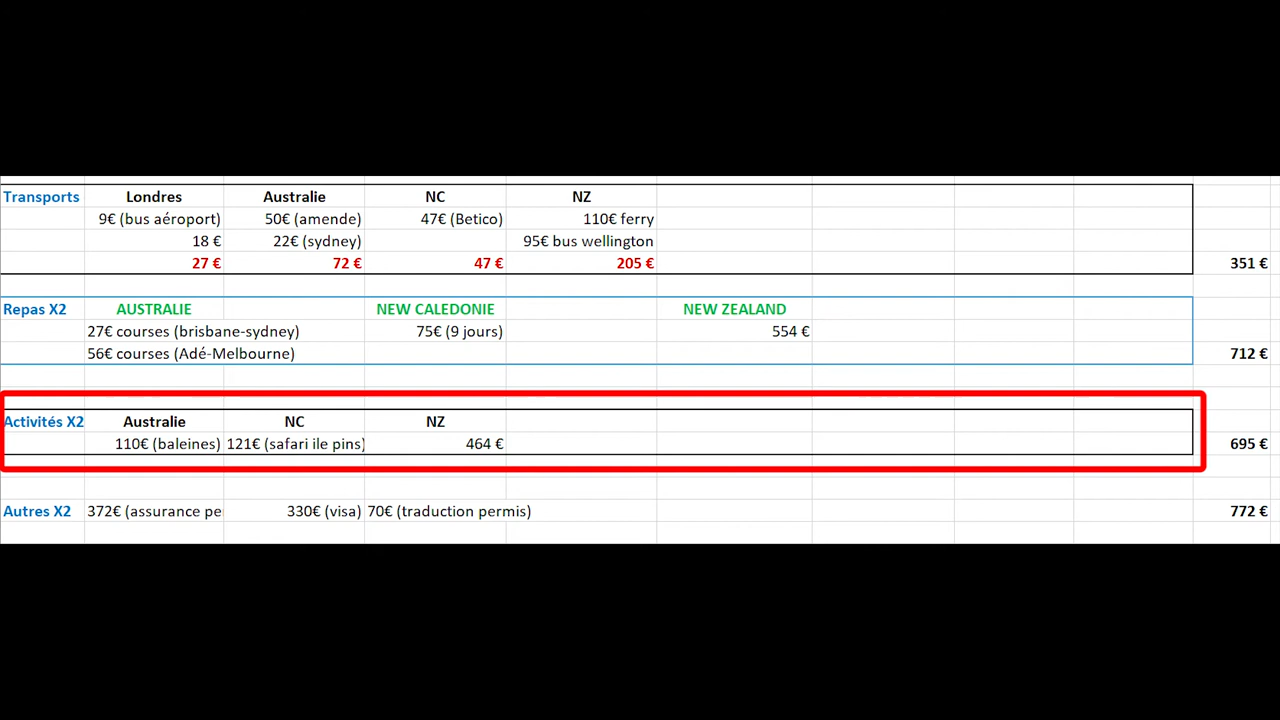 Transports Londres Australie NC NZ
9€ (bus aéroport) 50€ (amende) 47€ (Betico) 110€ ferry
18 € 22€ (sydney) 95€ bus wellington
27 € 72 € 47 € 205 € 351 €
Repas X2 AUSTRALIE NEW CALEDONIE NEW ZEALAND
27€ courses (brisbane-sydney) 75€ (9 jours) 554 €
56€ courses (Adé-Melbourne) 712 €
Activités X2 Australie NC NZ
110€ (baleines) 121€ (safari ile pins) 464 € 695 €
Autres X2 372€ (assurance pe 330€ (visa) 70€ (traduction permis) 772 €